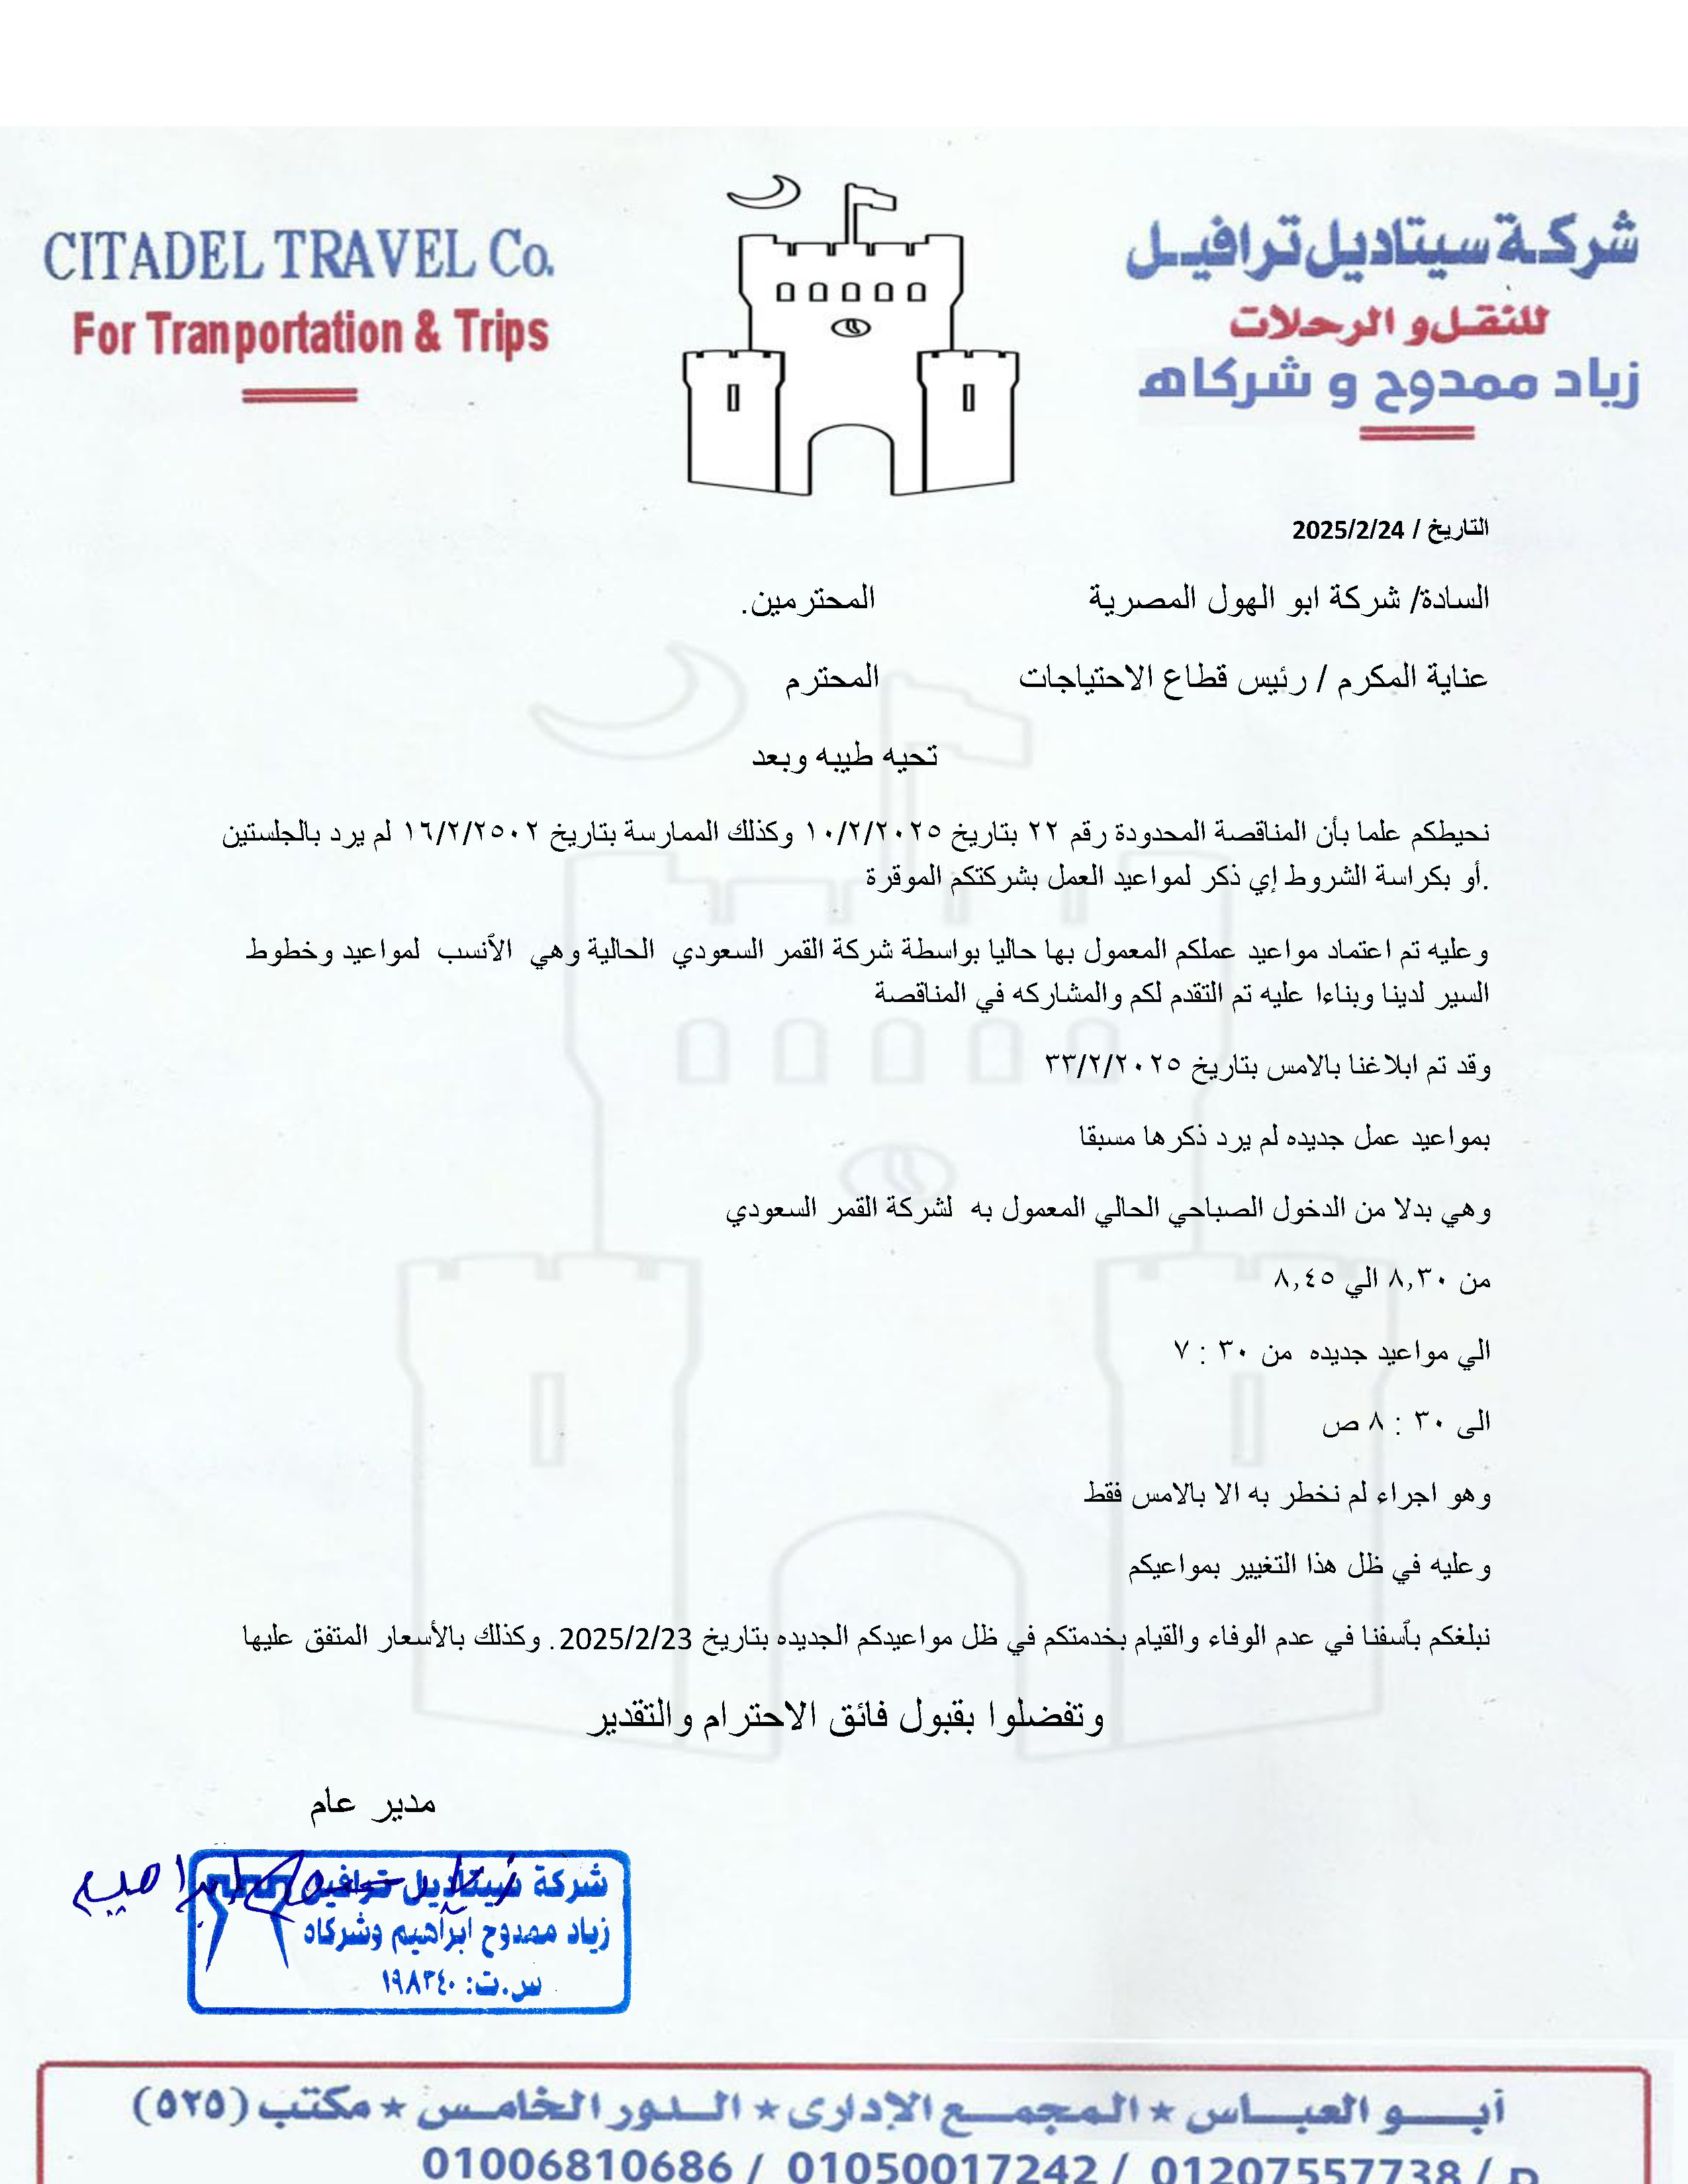 CITADEL TRAVEL Co.
For Tranportation & Trips
شركة سيتاديل ترافيل
للنقل و الرحلات
زياد ممدوح و شركاه
التاريخ / 2025/2/24
السادة/ شركة ابو الهول المصرية المحترمين.
عناية المكرم / رئيس قطاع الاحتياجات المحترم
تحيه طيبه وبعد
نحيطكم علما بأن المناقصة المحدودة رقم ٢٢ بتاريخ ١٠/٢/٢٠٢٥ وكذلك الممارسة بتاريخ ١٦/٢/٢٥٠٢ لم يرد بالجلستين
.أو بكراسة الشروط إي ذكر لمواعيد العمل بشركتكم الموقرة
وعليه تم اعتماد مواعيد عملكم المعمول بها حاليا بواسطة شركة القمر السعودي الحالية وهي الأنسب لمواعيد وخطوط
السير لدينا وبناءا عليه تم التقدم لكم والمشاركه في المناقصة
وقد تم ابلاغنا بالامس بتاريخ ٣٣/٢/٢٠٢٥
بمواعيد عمل جديده لم يرد ذكرها مسبقا
وهي بدلا من الدخول الصباحي الحالي المعمول به لشركة القمر السعودي
من ٨,٣٠ الي ٨,٤٥
الي مواعيد جديده من ٣٠ : ٧
الى ٣٠ : ٨ ص
وهو اجراء لم نخطر به الا بالامس فقط
وعليه في ظل هذا التغيير بمواعيكم
نبلغكم بأسفنا في عدم الوفاء والقيام بخدمتكم في ظل مواعيدكم الجديده بتاريخ 2025/2/23. وكذلك بالأسعار المتفق عليها
وتفضلوا بقبول فائق الاحترام والتقدير
مدير عام
شركة سيتاديل ترافيل
زياد ممدوح ابراهيم وشركاه
س.ت: ١٩٨٣٤٠
أبو العباس ★ المجمع الإدارى ★ الدور الخامس ★ مكتب (٥٢٥)
م / 01207557738 / 01050017242 / 01006810686